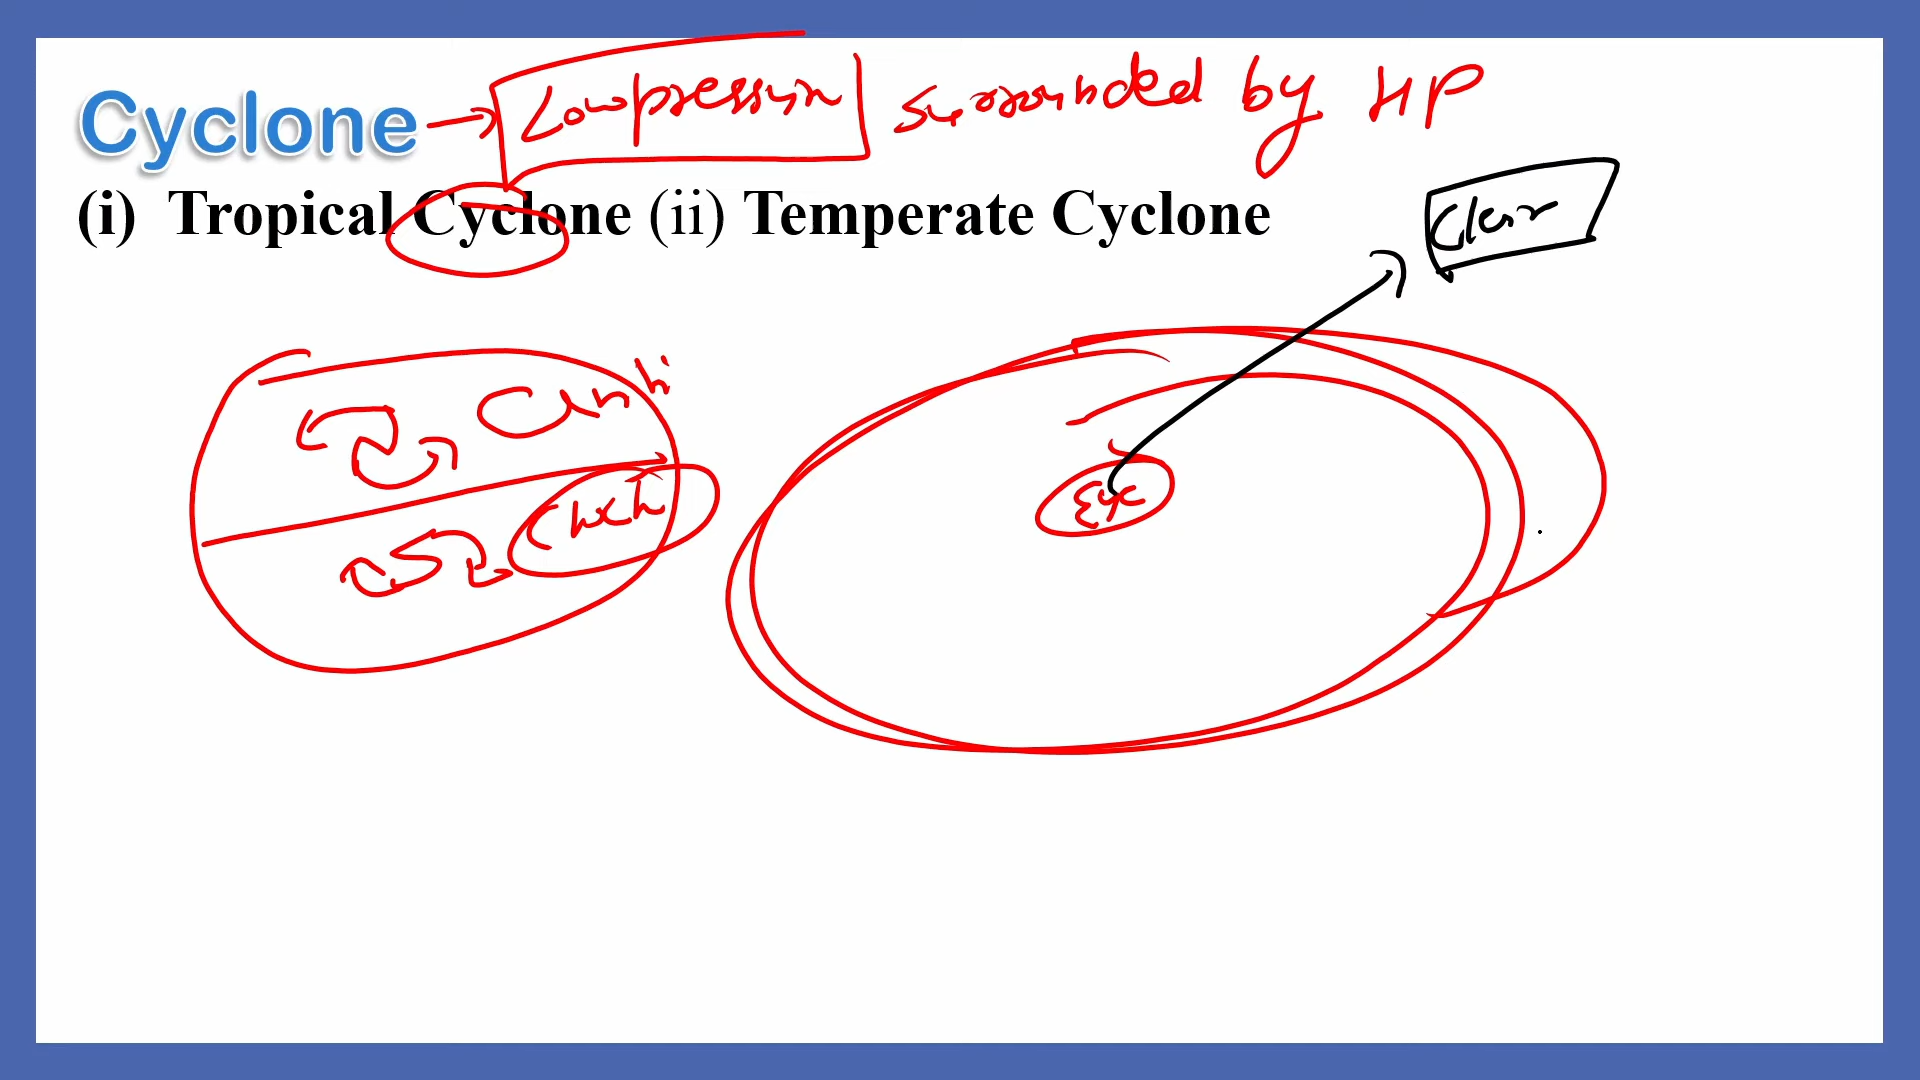 Cyclone → Low pressure surrounded by HP
(i) Tropical Cyclone (ii) Temperate Cyclone
Clear
Eye